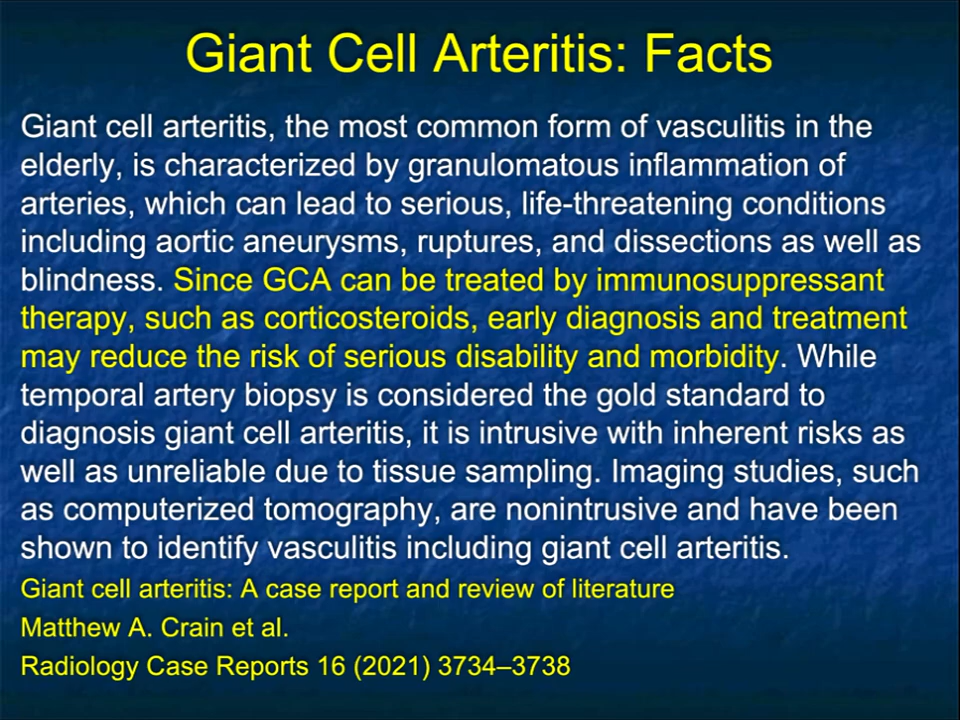 Giant Cell Arteritis: Facts
Giant cell arteritis, the most common form of vasculitis in the
elderly, is characterized by granulomatous inflammation of
arteries, which can lead to serious, life-threatening conditions
including aortic aneurysms, ruptures, and dissections as well as
blindness. Since GCA can be treated by immunosuppressant
therapy, such as corticosteroids, early diagnosis and treatment
may reduce the risk of serious disability and morbidity. While
temporal artery biopsy is considered the gold standard to
diagnosis giant cell arteritis, it is intrusive with inherent risks as
well as unreliable due to tissue sampling. Imaging studies, such
as computerized tomography, are nonintrusive and have been
shown to identify vasculitis including giant cell arteritis.
Giant cell arteritis: A case report and review of literature
Matthew A. Crain et al.
Radiology Case Reports 16 (2021) 3734–3738